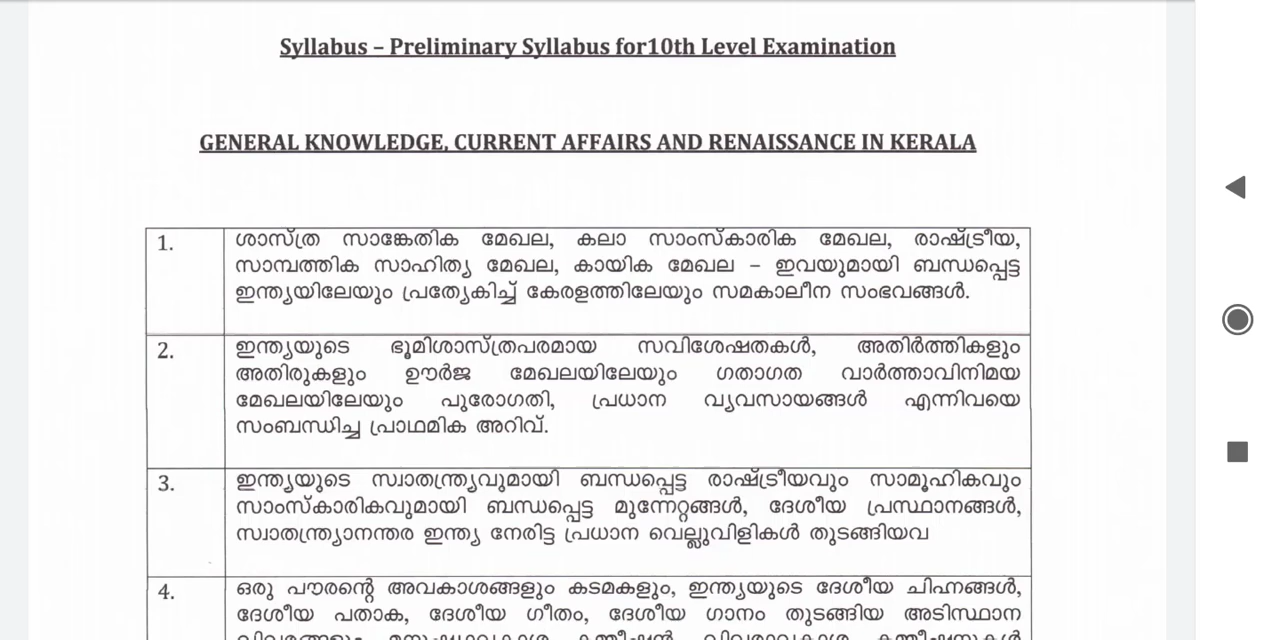 Syllabus – Preliminary Syllabus for10th Level Examination
GENERAL KNOWLEDGE, CURRENT AFFAIRS AND RENAISSANCE IN KERALA
1.
ശാസ്ത്ര സാങ്കേതിക മേഖല, കലാ സാംസ്കാരിക മേഖല, രാഷ്ട്രീയ,
സാമ്പത്തിക സാഹിത്യ മേഖല, കായിക മേഖല – ഇവയുമായി ബന്ധപ്പെട്ട
ഇന്ത്യയിലേയും പ്രത്യേകിച്ച് കേരളത്തിലേയും സമകാലീന സംഭവങ്ങൾ.
2.
ഇന്ത്യയുടെ ഭൂമിശാസ്ത്രപരമായ സവിശേഷതകൾ, അതിർത്തികളും
അതിരുകളും ഊർജ മേഖലയിലേയും ഗതാഗത വാർത്താവിനിമയ
മേഖലയിലേയും പുരോഗതി, പ്രധാന വ്യവസായങ്ങൾ എന്നിവയെ
സംബന്ധിച്ച പ്രാഥമിക അറിവ്.
3.
ഇന്ത്യയുടെ സ്വാതന്ത്ര്യവുമായി ബന്ധപ്പെട്ട രാഷ്ട്രീയവും സാമൂഹികവും
സാംസ്കാരികവുമായി ബന്ധപ്പെട്ട മുന്നേറ്റങ്ങൾ, ദേശീയ പ്രസ്ഥാനങ്ങൾ,
സ്വാതന്ത്ര്യാനന്തര ഇന്ത്യ നേരിട്ട പ്രധാന വെല്ലുവിളികൾ തുടങ്ങിയവ
4.
ഒരു പൗരന്റെ അവകാശങ്ങളും കടമകളും, ഇന്ത്യയുടെ ദേശീയ ചിഹ്നങ്ങൾ,
ദേശീയ പതാക, ദേശീയ ഗീതം, ദേശീയ ഗാനം തുടങ്ങിയ അടിസ്ഥാന